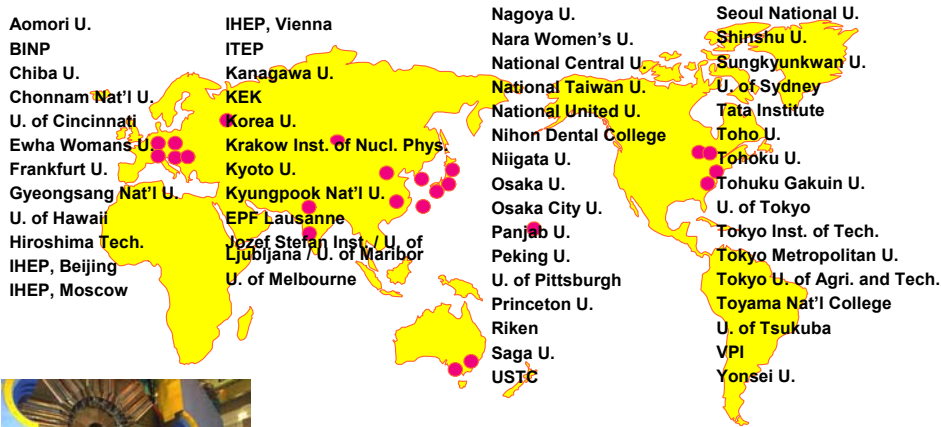 Aomori U.
BINP
Chiba U.
Chonnam Nat'l U.
U. of Cincinnati
Ewha Womans U.
Frankfurt U.
Gyeongsang Nat'l U.
U. of Hawaii
Hiroshima Tech.
IHEP, Beijing
IHEP, Moscow
IHEP, Vienna
ITEP
Kanagawa U.
KEK
Korea U.
Krakow Inst. of Nucl. Phys.
Kyoto U.
Kyungpook Nat'l U.
EPF Lausanne
Jozef Stefan Inst. / U. of
Ljubljana / U. of Maribor
U. of Melbourne
Nagoya U.
Nara Women's U.
National Central U.
National Taiwan U.
National United U.
Nihon Dental College
Niigata U.
Osaka U.
Osaka City U.
Panjab U.
Peking U.
U. of Pittsburgh
Princeton U.
Riken
Saga U.
USTC
Seoul National U.
Shinshu U.
Sungkyunkwan U.
U. of Sydney
Tata Institute
Toho U.
Tohoku U.
Tohuku Gakuin U.
U. of Tokyo
Tokyo Inst. of Tech.
Tokyo Metropolitan U.
Tokyo U. of Agri. and Tech.
Toyama Nat'l College
U. of Tsukuba
VPI
Yonsei U.